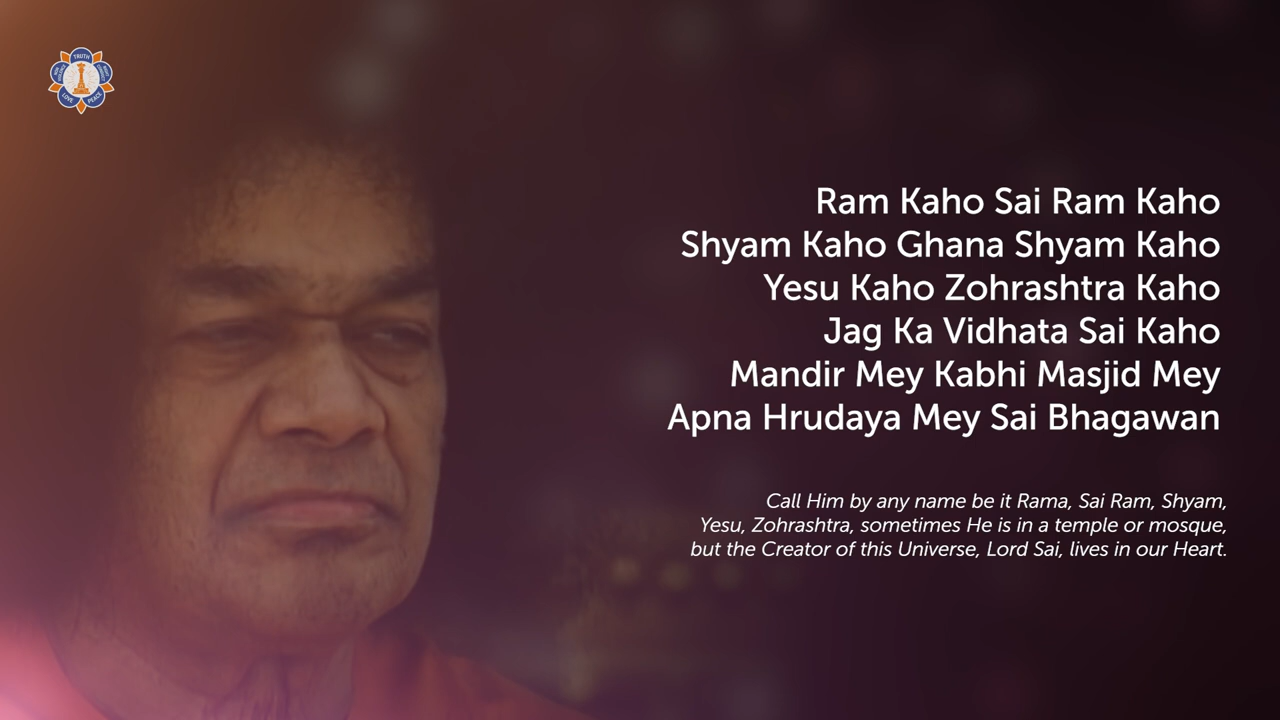 TRUTH
LOVE
PEACE
Ram Kaho Sai Ram Kaho
Shyam Kaho Ghana Shyam Kaho
Yesu Kaho Zohrashtra Kaho
Jag Ka Vidhata Sai Kaho
Mandir Mey Kabhi Masjid Mey
Apna Hrudaya Mey Sai Bhagawan
Call Him by any name be it Rama, Sai Ram, Shyam,
Yesu, Zohrashtra, sometimes He is in a temple or mosque,
but the Creator of this Universe, Lord Sai, lives in our Heart.